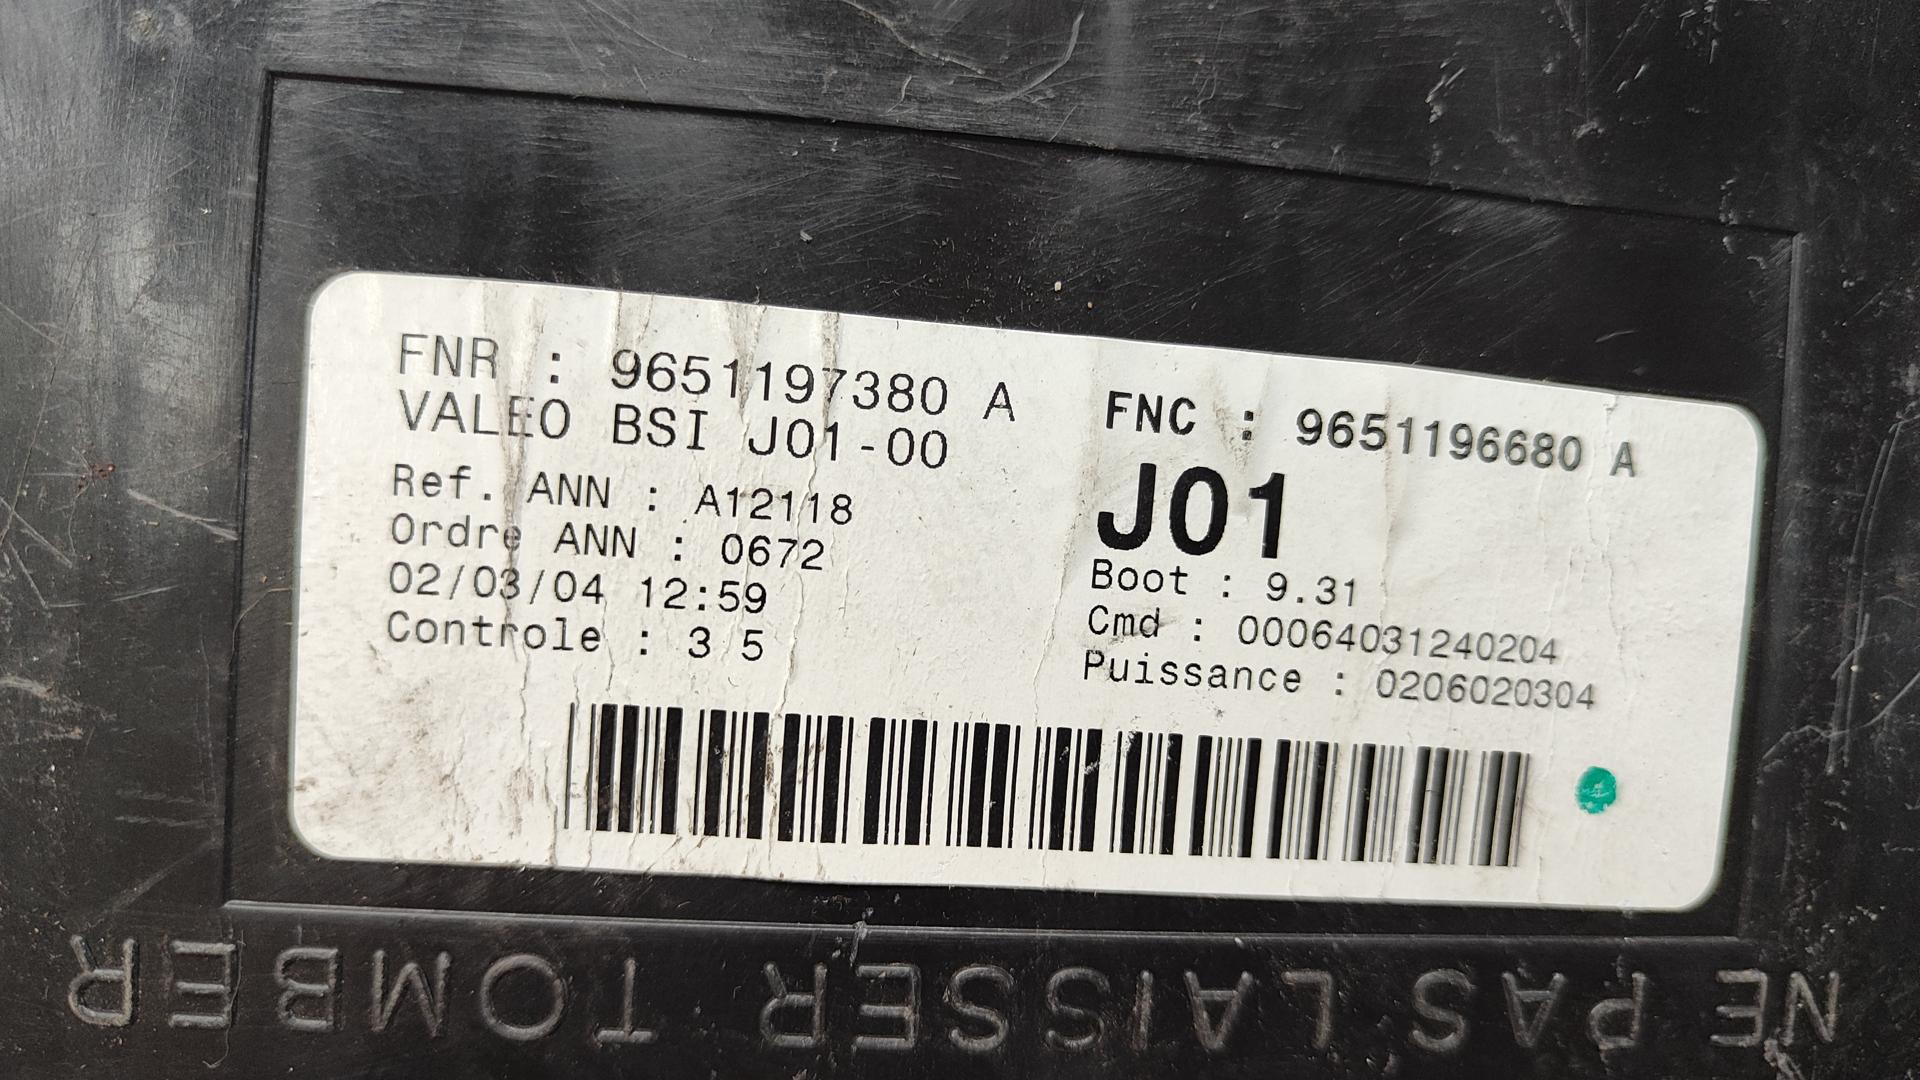 FNR : 9651197380 A
VALEO BSI J01-00
Ref. ANN : A12118
Ordre ANN : 0672
02/03/04 12:59
Controle : 3 5
FNC : 9651196680 A
J01
Boot : 9.31
Cmd : 00064031240204
Puissance : 0206020304
NE PAS LAISSER TOMBER